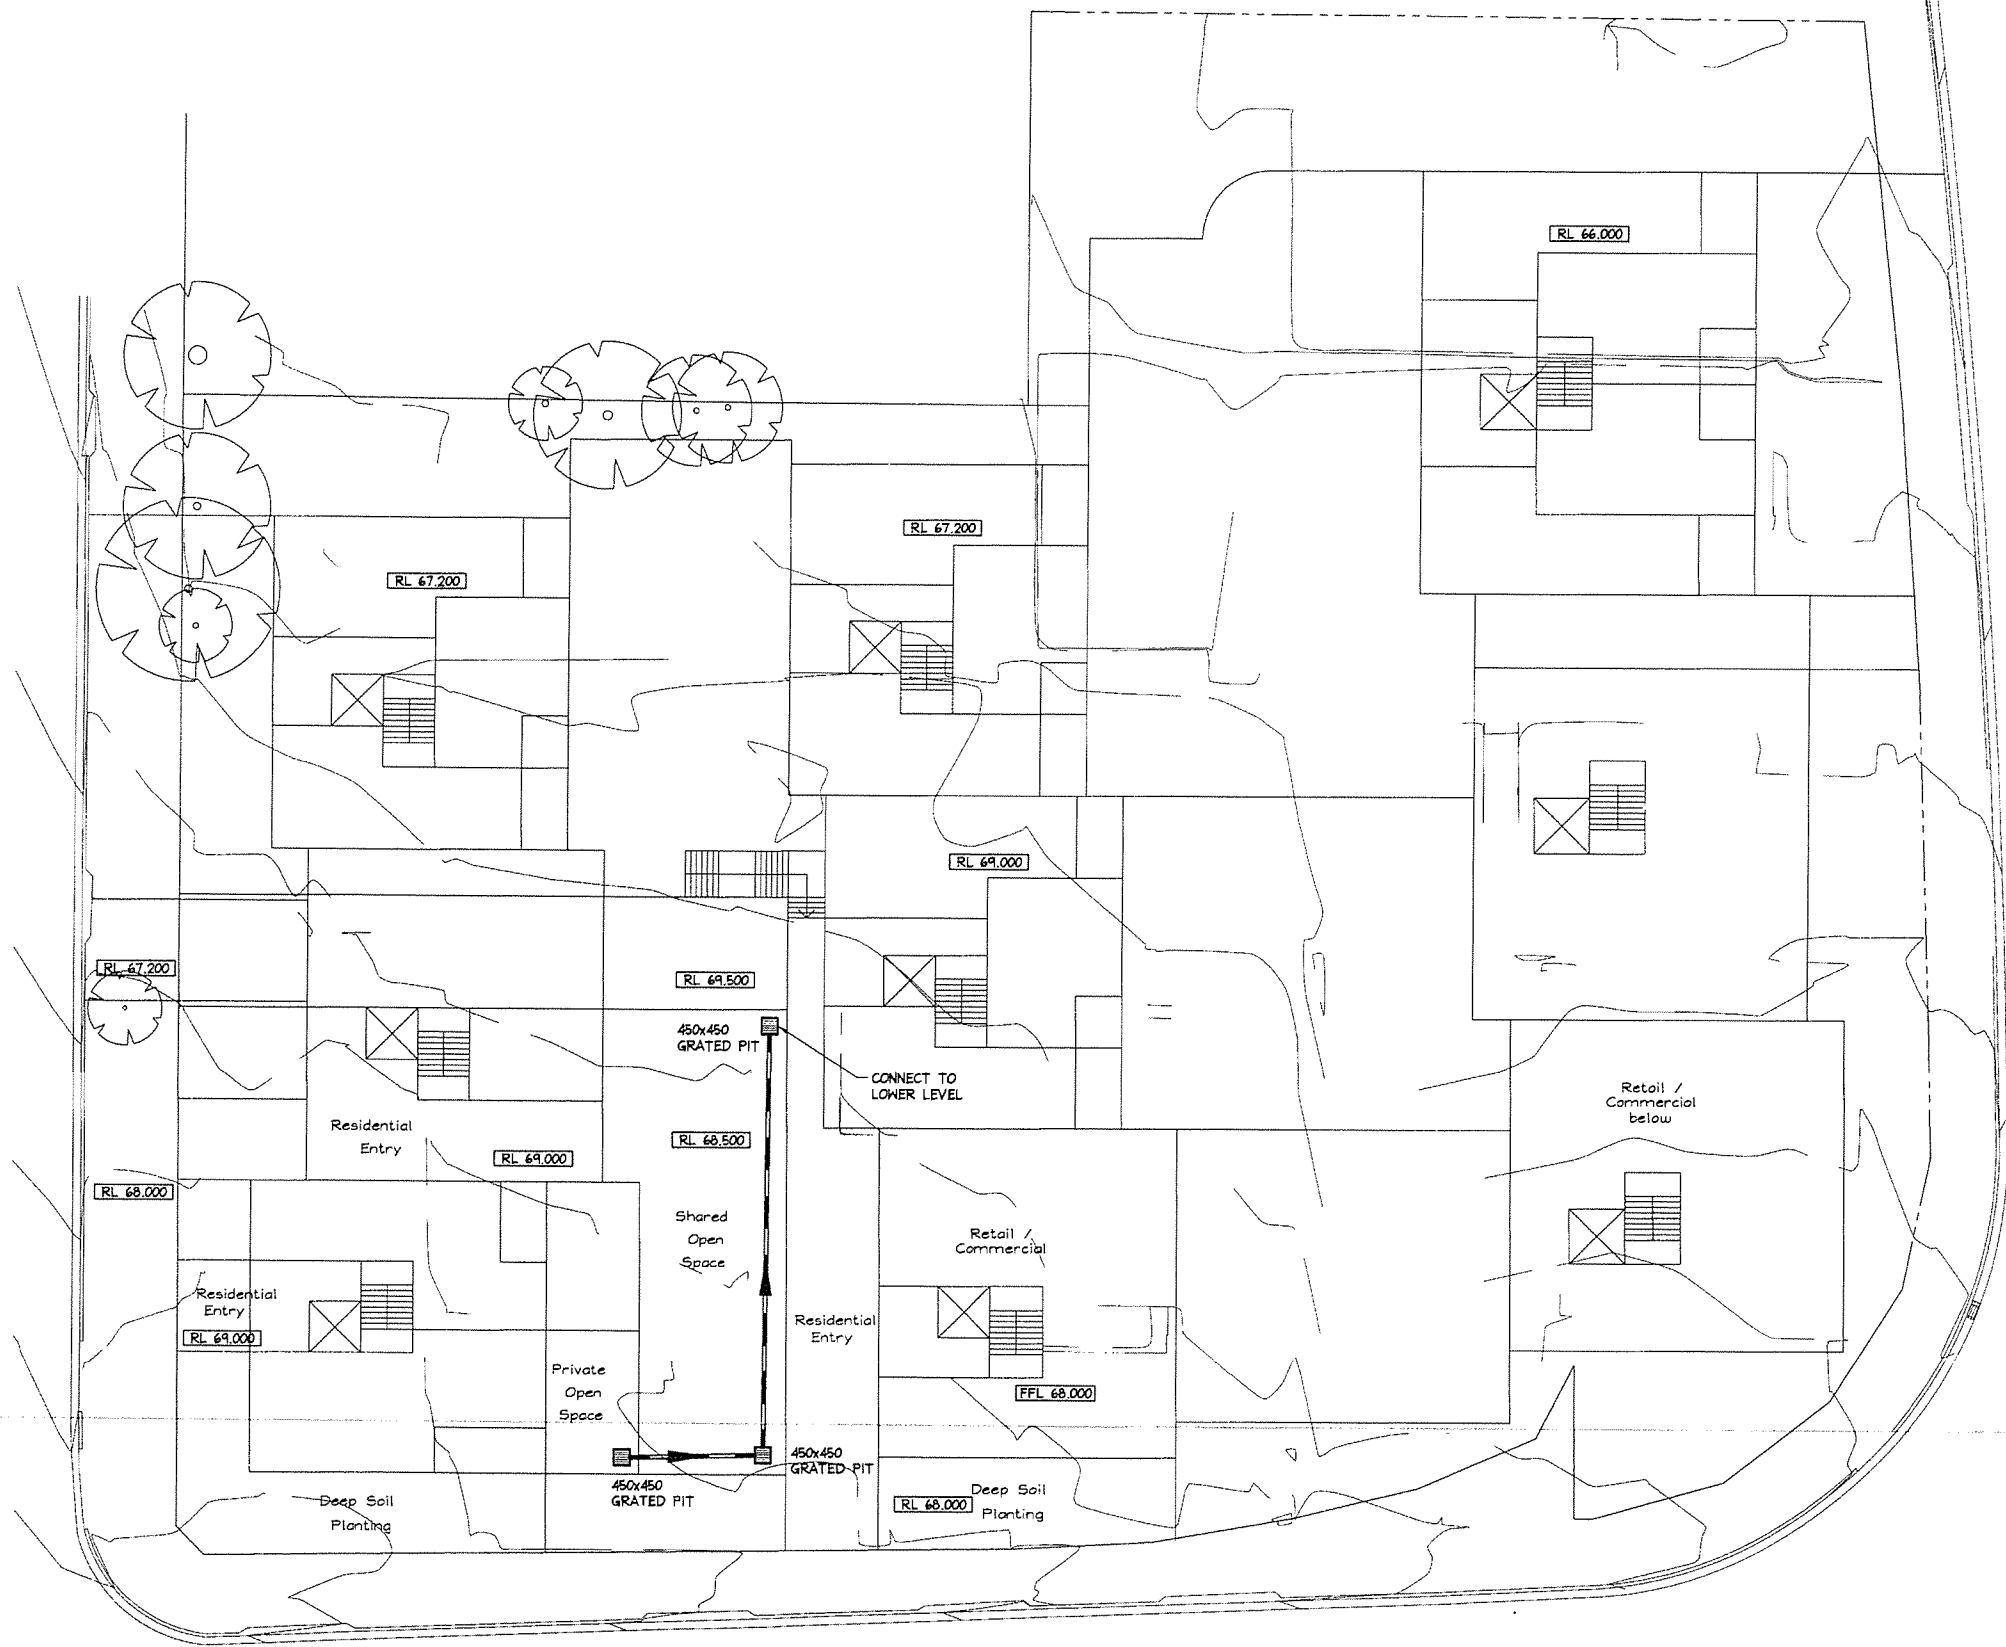 RL 66.000
RL 67.200
RL 67.200
RL 69.000
RL 67.200
RL 69.500
450x450
GRATED PIT
CONNECT TO
LOWER LEVEL
Retail /
Commercial
below
Residential
Entry
RL 68.500
RL 69.000
RL 68.000
Shared
Open
Space
Retail /
Commercial
Residential
Entry
RL 69.000
Residential
Entry
Private
Open
Space
FFL 68.000
450x450
GRATED PIT
450x450
GRATED PIT
Deep Soil
Planting
RL 68.000
Deep Soil
Planting